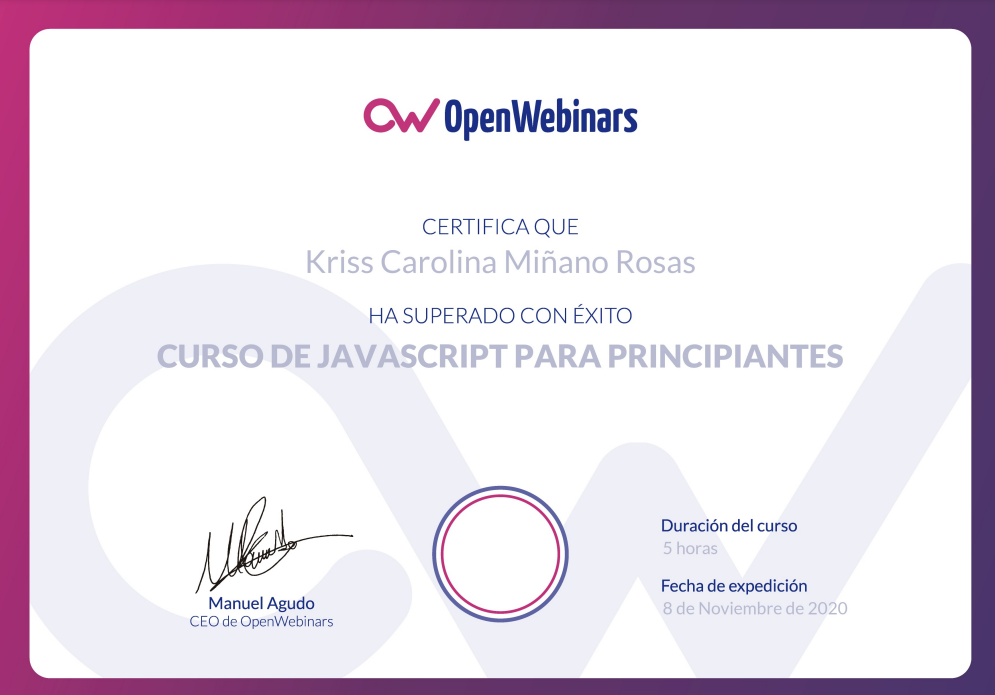 OpenWebinars
CERTIFICA QUE
Kriss Carolina Miñano Rosas
HA SUPERADO CON ÉXITO
CURSO DE JAVASCRIPT PARA PRINCIPIANTES
Manuel Agudo
CEO de OpenWebinars
Duración del curso
5 horas
Fecha de expedición
8 de Noviembre de 2020